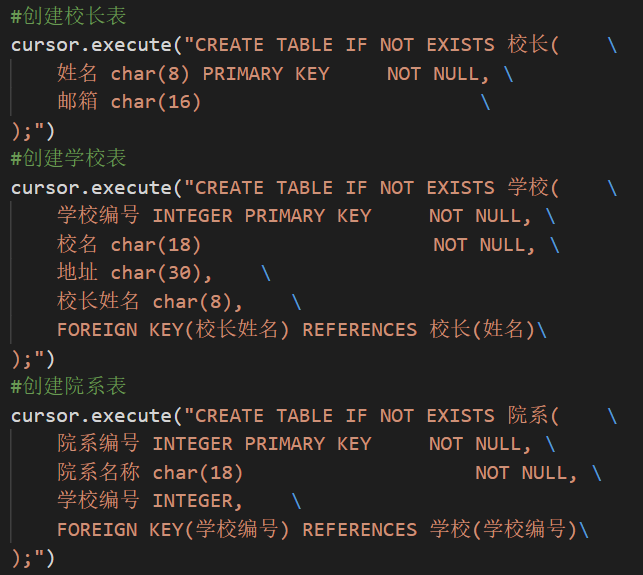 #创建校长表
cursor.execute("CREATE TABLE IF NOT EXISTS 校长(    \
    姓名 char(8) PRIMARY KEY     NOT NULL, \
    邮箱 char(16)                        \
);")
#创建学校表
cursor.execute("CREATE TABLE IF NOT EXISTS 学校(    \
    学校编号 INTEGER PRIMARY KEY     NOT NULL, \
    校名 char(18)                    NOT NULL, \
    地址 char(30),    \
    校长姓名 char(8),    \
    FOREIGN KEY(校长姓名) REFERENCES 校长(姓名)\
);")
#创建院系表
cursor.execute("CREATE TABLE IF NOT EXISTS 院系(    \
    院系编号 INTEGER PRIMARY KEY     NOT NULL, \
    院系名称 char(18)                    NOT NULL, \
    学校编号 INTEGER,    \
    FOREIGN KEY(学校编号) REFERENCES 学校(学校编号)\
);")